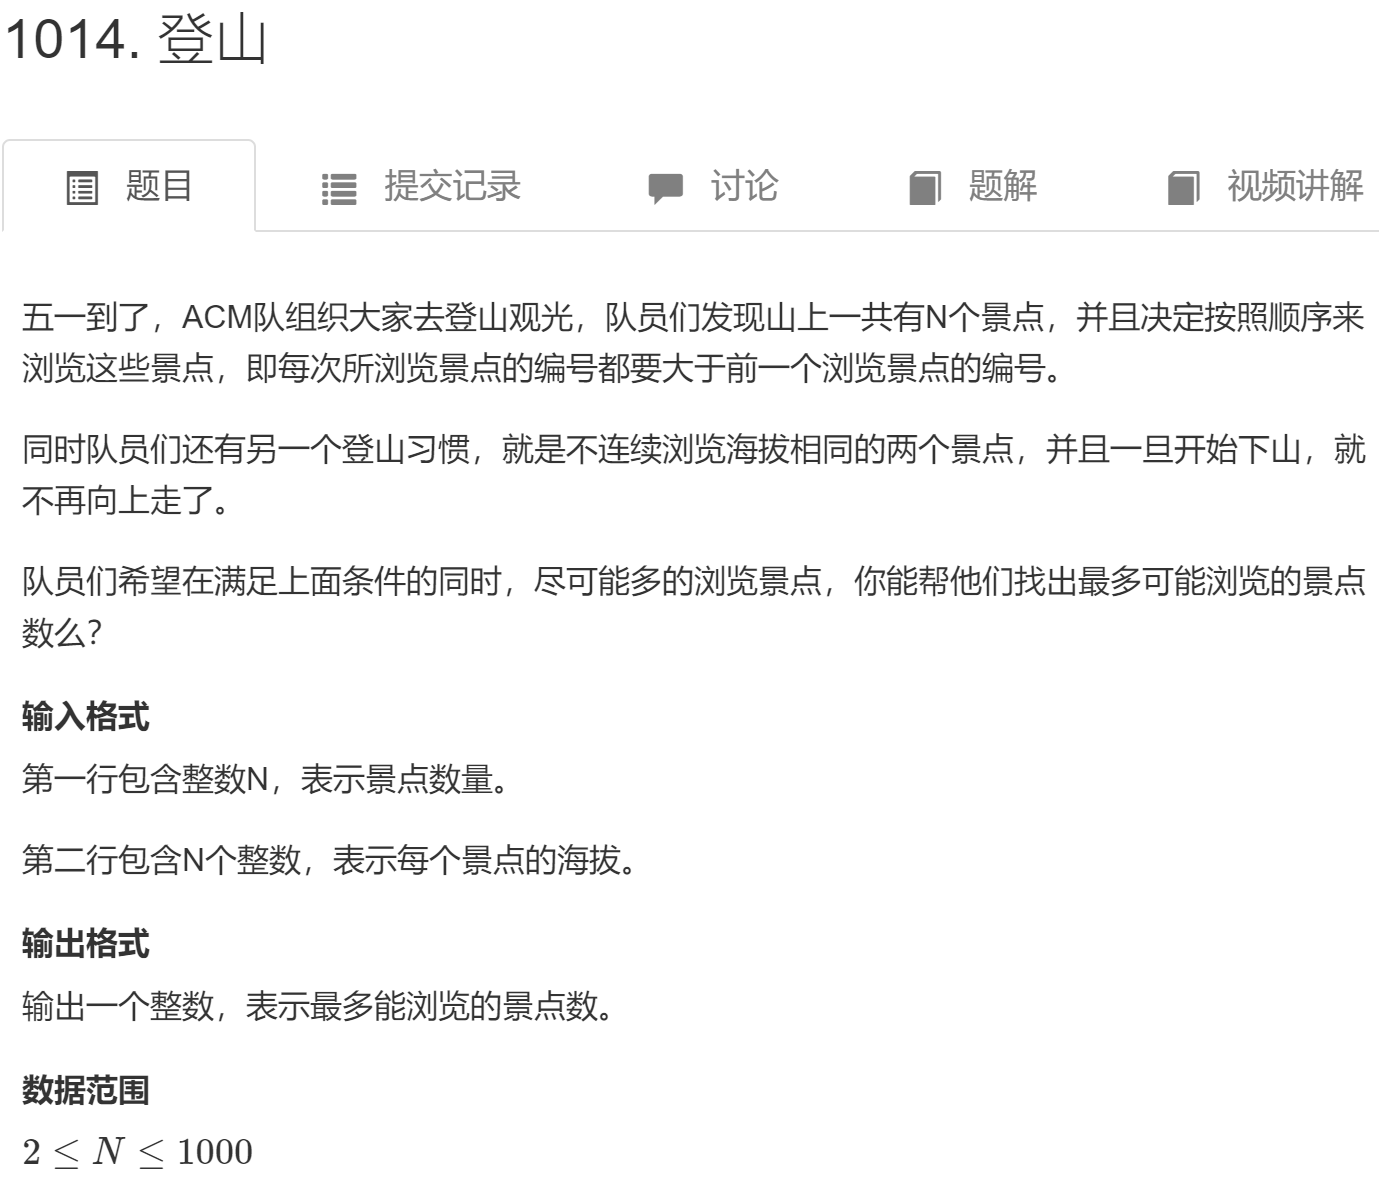 1014. 登山
题目 提交记录 讨论 题解 视频讲解
五一到了，ACM队组织大家去登山观光，队员们发现山上一共有N个景点，并且决定按照顺序来
浏览这些景点，即每次所浏览景点的编号都要大于前一个浏览景点的编号。
同时队员们还有另一个登山习惯，就是不连续浏览海拔相同的两个景点，并且一旦开始下山，就
不再向上走了。
队员们希望在满足上面条件的同时，尽可能多的浏览景点，你能帮他们找出最多可能浏览的景点
数么？
输入格式
第一行包含整数N，表示景点数量。
第二行包含N个整数，表示每个景点的海拔。
输出格式
输出一个整数，表示最多能浏览的景点数。
数据范围
2 ≤ N ≤ 1000